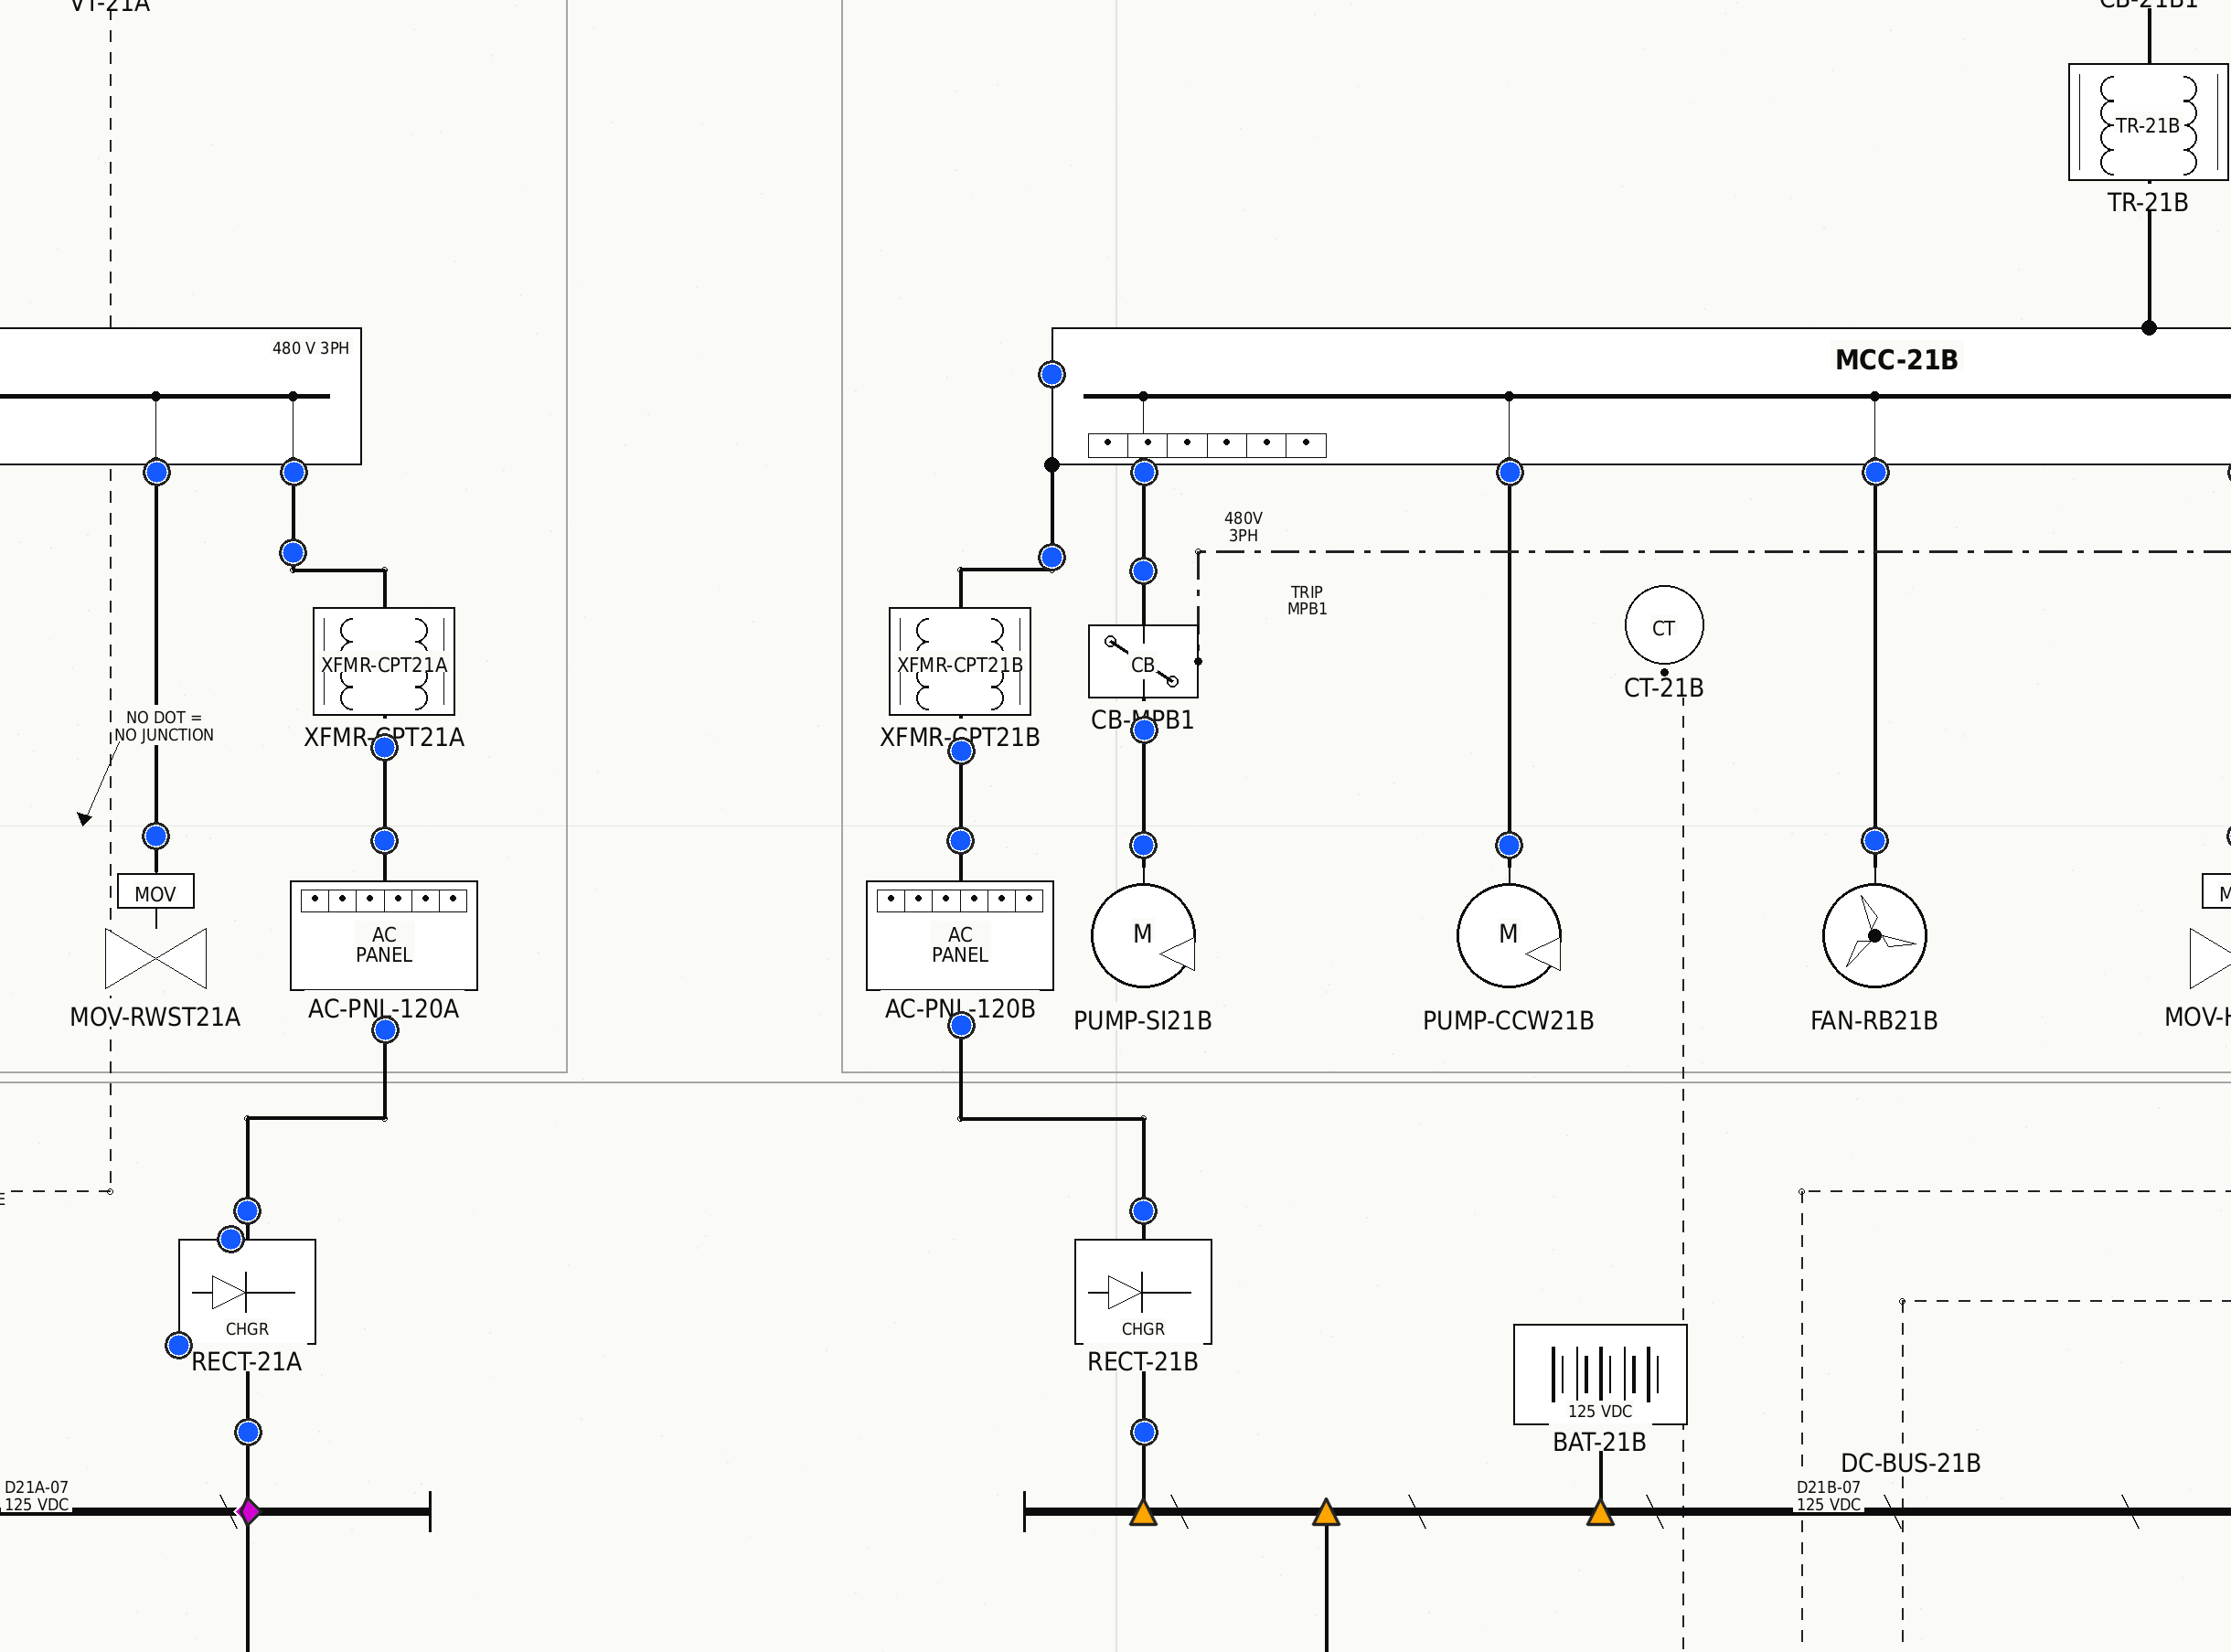 VT-21A
CB-21B1
TR-21B
TR-21B
480 V 3PH
MCC-21B
480V
3PH
TRIP
MPB1
CT
CT-21B
XFMR-CPT21A
XFMR-CPT21A
XFMR-CPT21B
XFMR-CPT21B
CB
CB-MPB1
NO DOT =
NO JUNCTION
MOV
MOV-RWST21A
AC
PANEL
AC-PNL-120A
AC
PANEL
AC-PNL-120B
M
PUMP-SI21B
M
PUMP-CCW21B
FAN-RB21B
M
MOV-H
E
CHGR
RECT-21A
CHGR
RECT-21B
125 VDC
BAT-21B
DC-BUS-21B
D21A-07
125 VDC
D21B-07
125 VDC